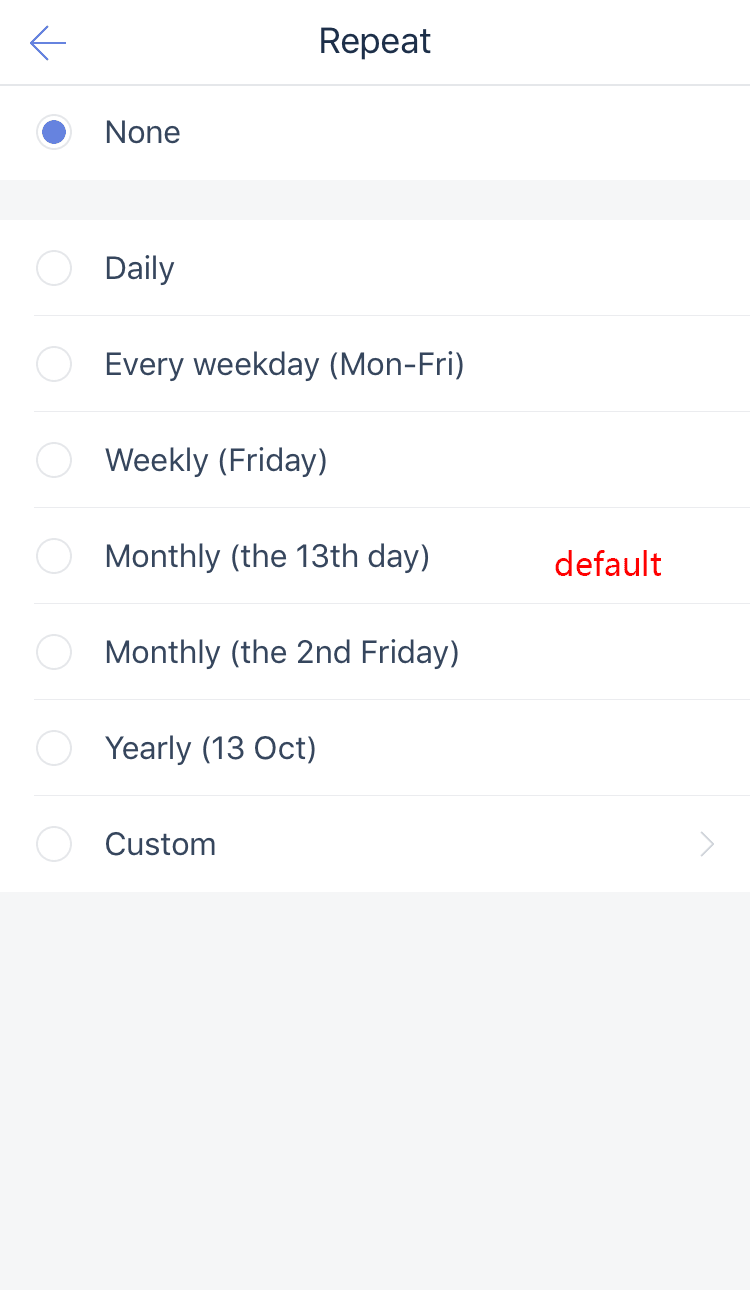 Repeat
None
Daily
Every weekday (Mon-Fri)
Weekly (Friday)
Monthly (the 13th day)
default
Monthly (the 2nd Friday)
Yearly (13 Oct)
Custom